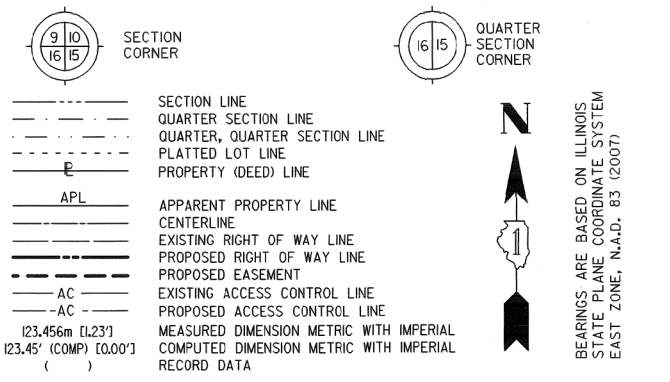 9 10
16 15
SECTION
CORNER
16 15
QUARTER
SECTION
CORNER
SECTION LINE
QUARTER SECTION LINE
QUARTER, QUARTER SECTION LINE
PLATTED LOT LINE
PL PROPERTY (DEED) LINE
APL APPARENT PROPERTY LINE
CENTERLINE
EXISTING RIGHT OF WAY LINE
PROPOSED RIGHT OF WAY LINE
PROPOSED EASEMENT
AC EXISTING ACCESS CONTROL LINE
AC PROPOSED ACCESS CONTROL LINE
123.456m [1.23'] MEASURED DIMENSION METRIC WITH IMPERIAL
123.45' (COMP) [0.00'] COMPUTED DIMENSION METRIC WITH IMPERIAL
( ) RECORD DATA
N
1
BEARINGS ARE BASED ON ILLINOIS
STATE PLANE COORDINATE SYSTEM
EAST ZONE, N.A.D. 83 (2007)